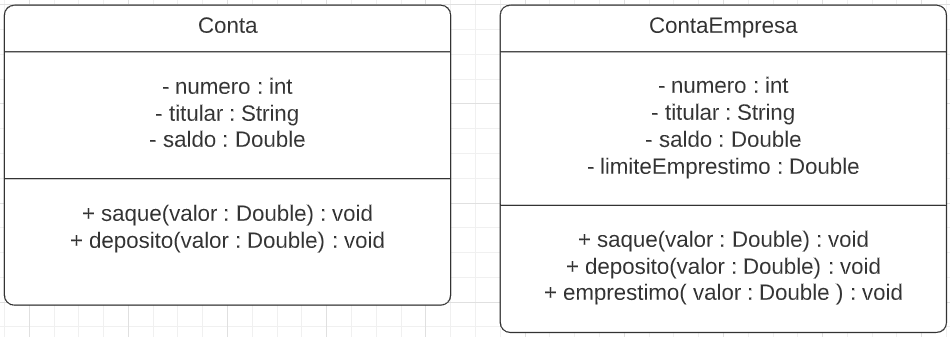 Conta
- numero : int
- titular : String
- saldo : Double
+ saque(valor : Double) : void
+ deposito(valor : Double) : void
ContaEmpresa
- numero : int
- titular : String
- saldo : Double
- limiteEmprestimo : Double
+ saque(valor : Double) : void
+ deposito(valor : Double) : void
+ emprestimo( valor : Double ) : void